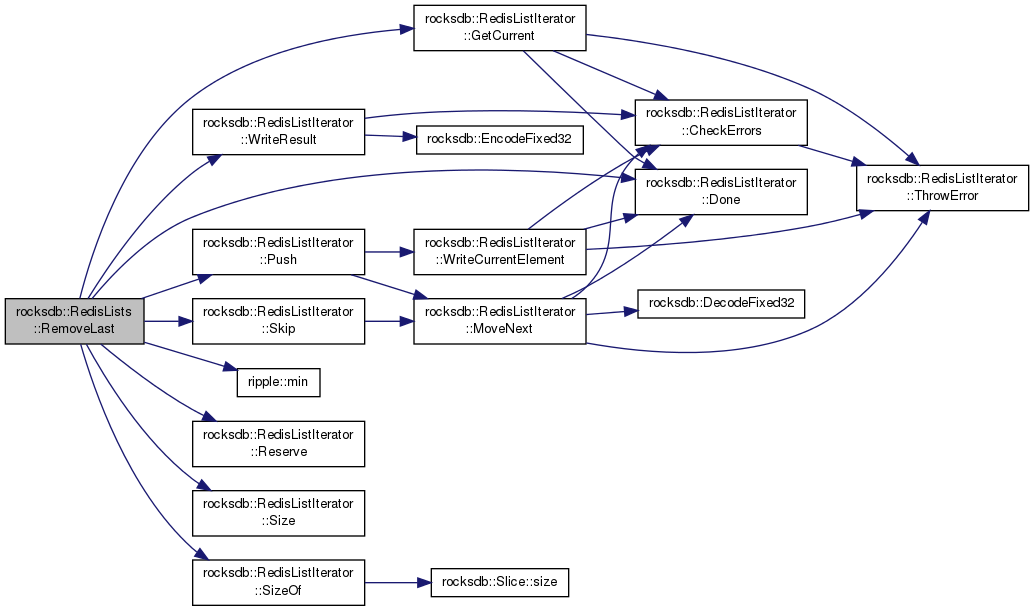 rocksdb::RedisListIterator
::GetCurrent
rocksdb::RedisListIterator
::CheckErrors
rocksdb::RedisListIterator
::WriteResult
rocksdb::EncodeFixed32
rocksdb::RedisListIterator
::Done
rocksdb::RedisListIterator
::ThrowError
rocksdb::RedisListIterator
::Push
rocksdb::RedisListIterator
::WriteCurrentElement
rocksdb::RedisLists
::RemoveLast
rocksdb::RedisListIterator
::Skip
rocksdb::RedisListIterator
::MoveNext
rocksdb::DecodeFixed32
ripple::min
rocksdb::RedisListIterator
::Reserve
rocksdb::RedisListIterator
::Size
rocksdb::RedisListIterator
::SizeOf
rocksdb::Slice::size